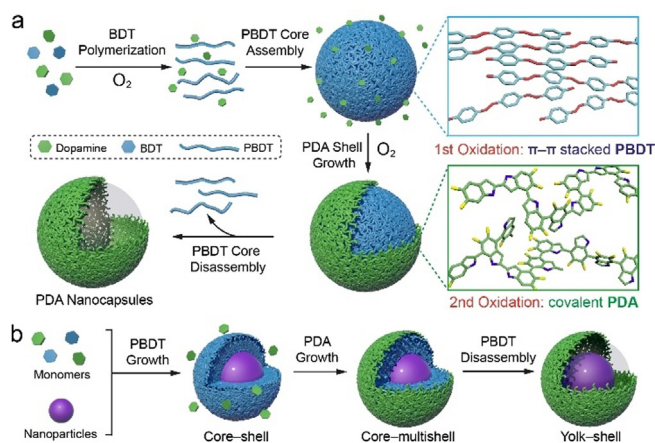 a
BDT
Polymerization
O₂
PBDT Core
Assembly
1st Oxidation: π–π stacked PBDT
Dopamine
BDT
PBDT
PDA Shell
Growth
O₂
PBDT Core
Disassembly
PDA Nanocapsules
2nd Oxidation: covalent PDA
b
Monomers
Nanoparticles
PBDT
Growth
Core–shell
PDA
Growth
Core–multishell
PBDT
Disassembly
Yolk–shell